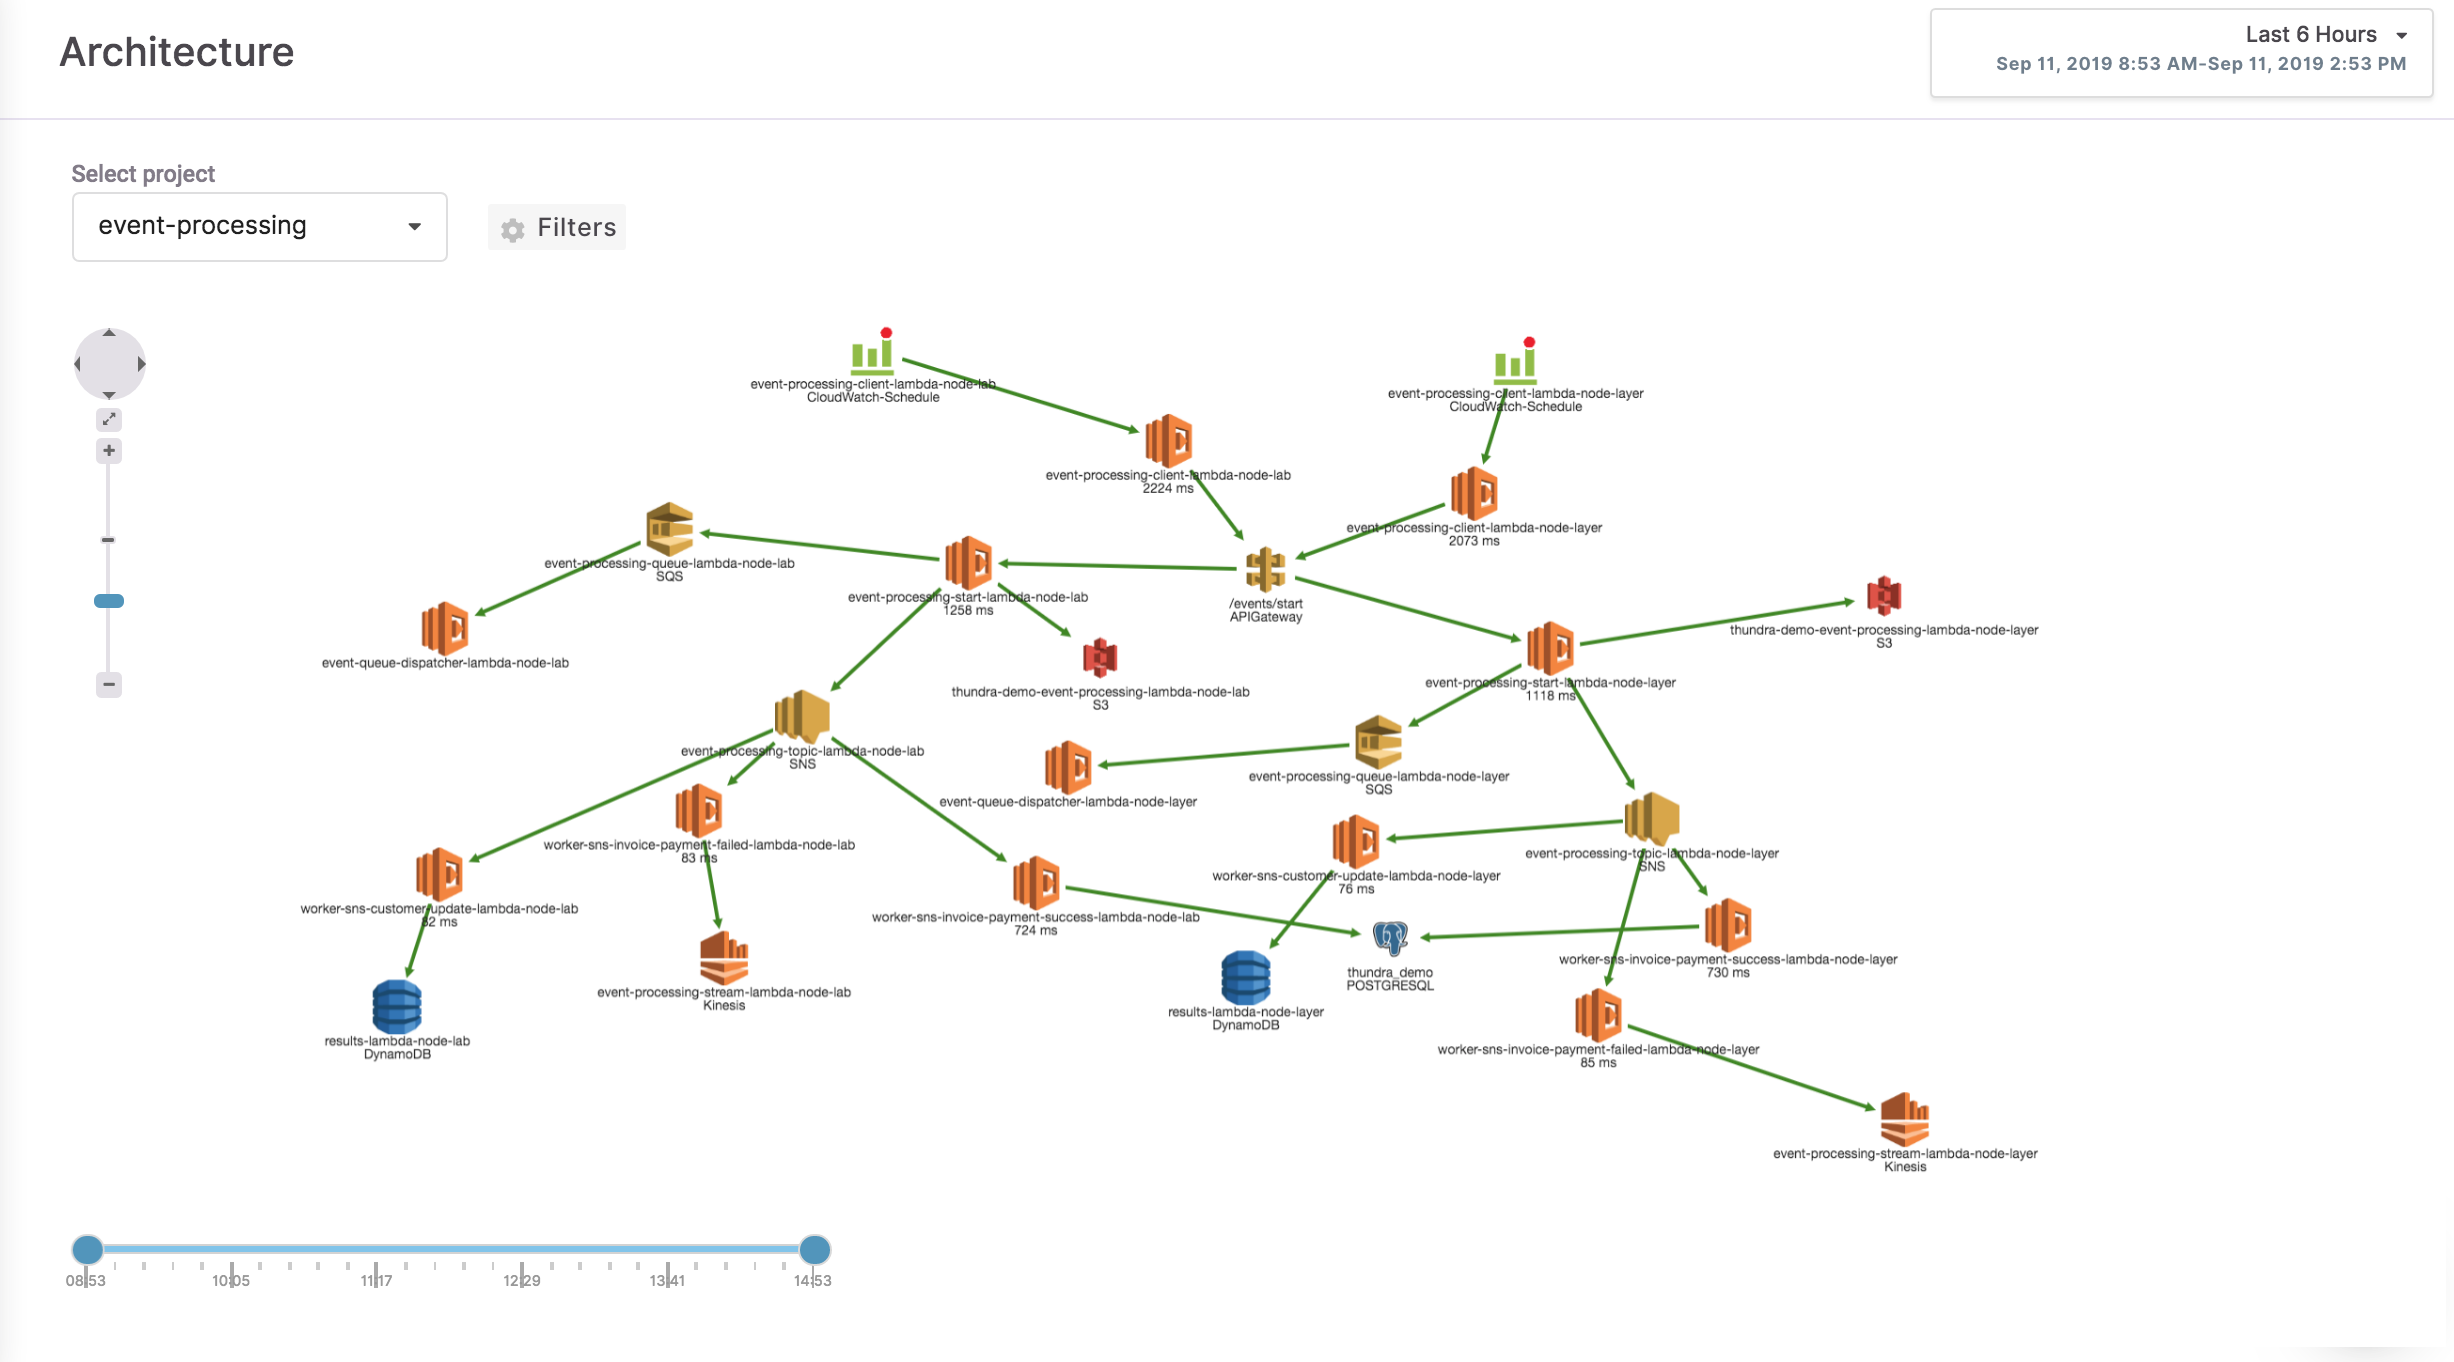 Architecture
Last 6 Hours
Sep 11, 2019 8:53 AM-Sep 11, 2019 2:53 PM
Select project
event-processing
Filters
event-processing-client-lambda-node-lab
CloudWatch-Schedule
event-processing-client-lambda-node-layer
CloudWatch-Schedule
event-processing-client-lambda-node-lab
2224 ms
event-processing-client-lambda-node-layer
2073 ms
event-processing-queue-lambda-node-lab
SQS
event-processing-start-lambda-node-lab
1258 ms
/events/start
APIGateway
thundra-demo-event-processing-lambda-node-layer
S3
event-queue-dispatcher-lambda-node-lab
thundra-demo-event-processing-lambda-node-lab
S3
event-processing-start-lambda-node-layer
1118 ms
event-processing-topic-lambda-node-lab
SNS
event-processing-queue-lambda-node-layer
SQS
event-queue-dispatcher-lambda-node-layer
worker-sns-invoice-payment-failed-lambda-node-lab
83 ms
event-processing-topic-lambda-node-layer
SNS
worker-sns-customer-update-lambda-node-layer
76 ms
worker-sns-customer-update-lambda-node-lab
82 ms
worker-sns-invoice-payment-success-lambda-node-lab
724 ms
worker-sns-invoice-payment-success-lambda-node-layer
730 ms
thundra_demo
POSTGRESQL
event-processing-stream-lambda-node-lab
Kinesis
results-lambda-node-layer
DynamoDB
results-lambda-node-lab
DynamoDB
worker-sns-invoice-payment-failed-lambda-node-layer
85 ms
event-processing-stream-lambda-node-layer
Kinesis
08:53 10:05 11:17 12:29 13:41 14:53